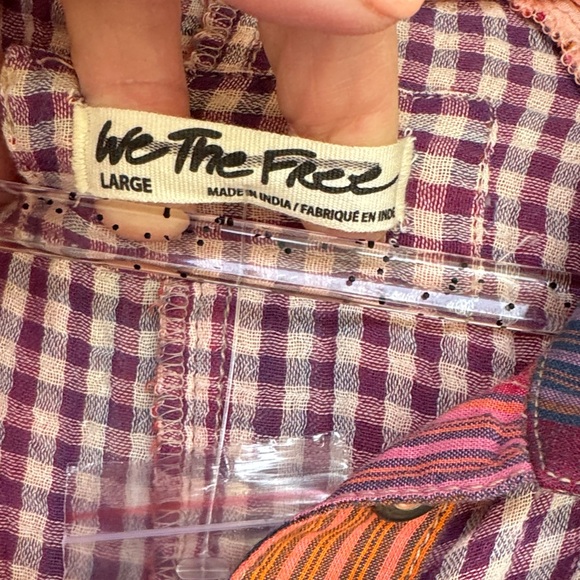 We The Free
LARGE
MADE IN INDIA / FABRIQUÉ EN INDE